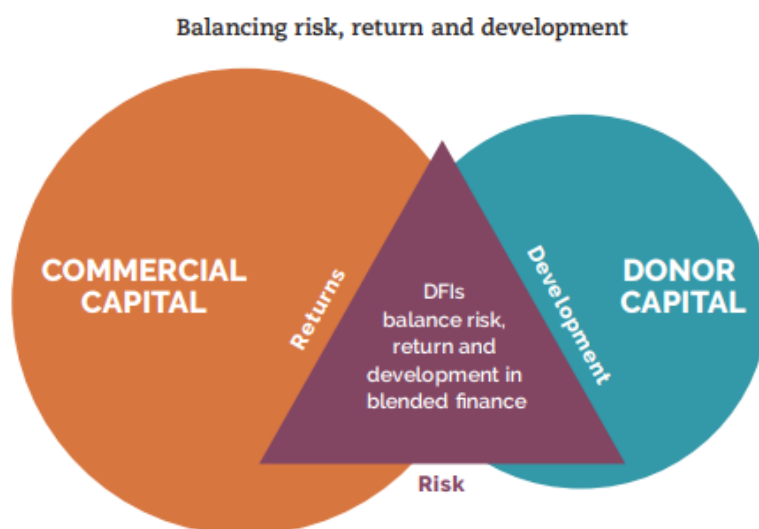 Balancing risk, return and development
COMMERCIAL
CAPITAL
Returns
DFIs
balance risk,
return and
development in
blended finance
Development
DONOR
CAPITAL
Risk